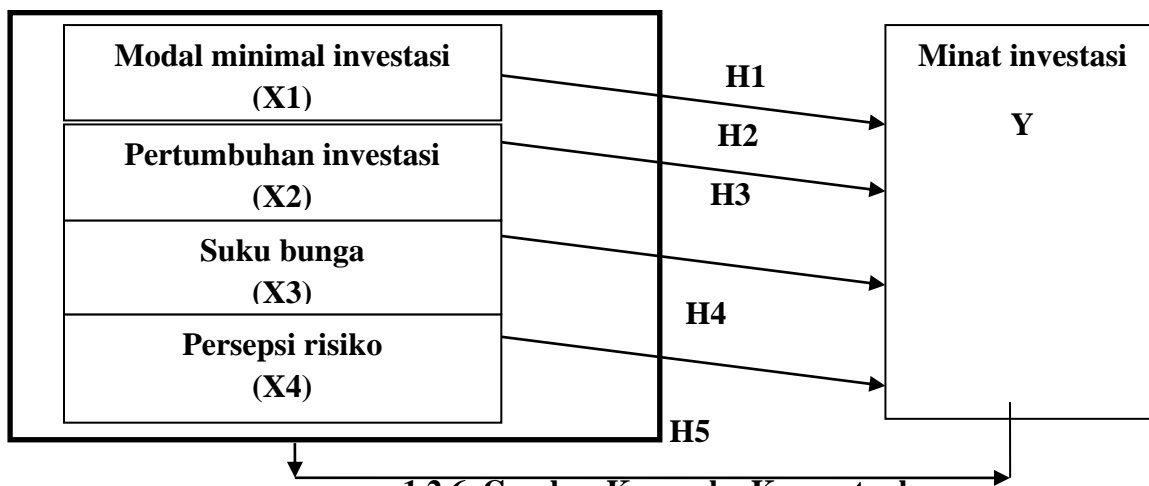 Modal minimal investasi
(X1)
Pertumbuhan investasi
(X2)
Suku bunga
(X3)
Persepsi risiko
(X4)
H1
H2
H3
H4
H5
Minat investasi
Y